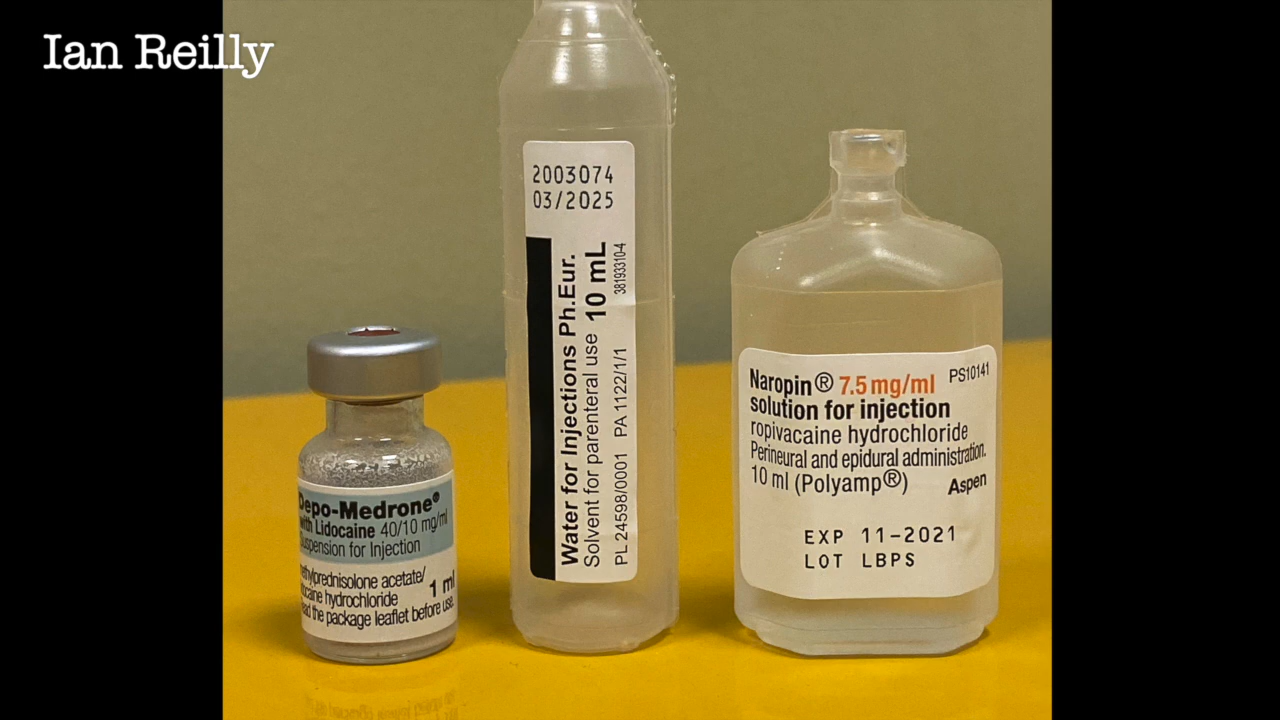 Ian Reilly
2003074
03/2025
Water for Injections Ph.Eur.
Solvent for parenteral use 10 mL
PL 24598/0001 PA 1122/1/1 381933104
Depo-Medrone®
with Lidocaine 40/10 mg/ml
Suspension for Injection
methylprednisolone acetate/
hydrochloride 1 ml
the package leaflet before use.
Naropin® 7.5 mg/ml PS10141
solution for injection
ropivacaine hydrochloride
Perineural and epidural administration.
10 ml (Polyamp®) Aspen
EXP 11-2021
LOT LBPS